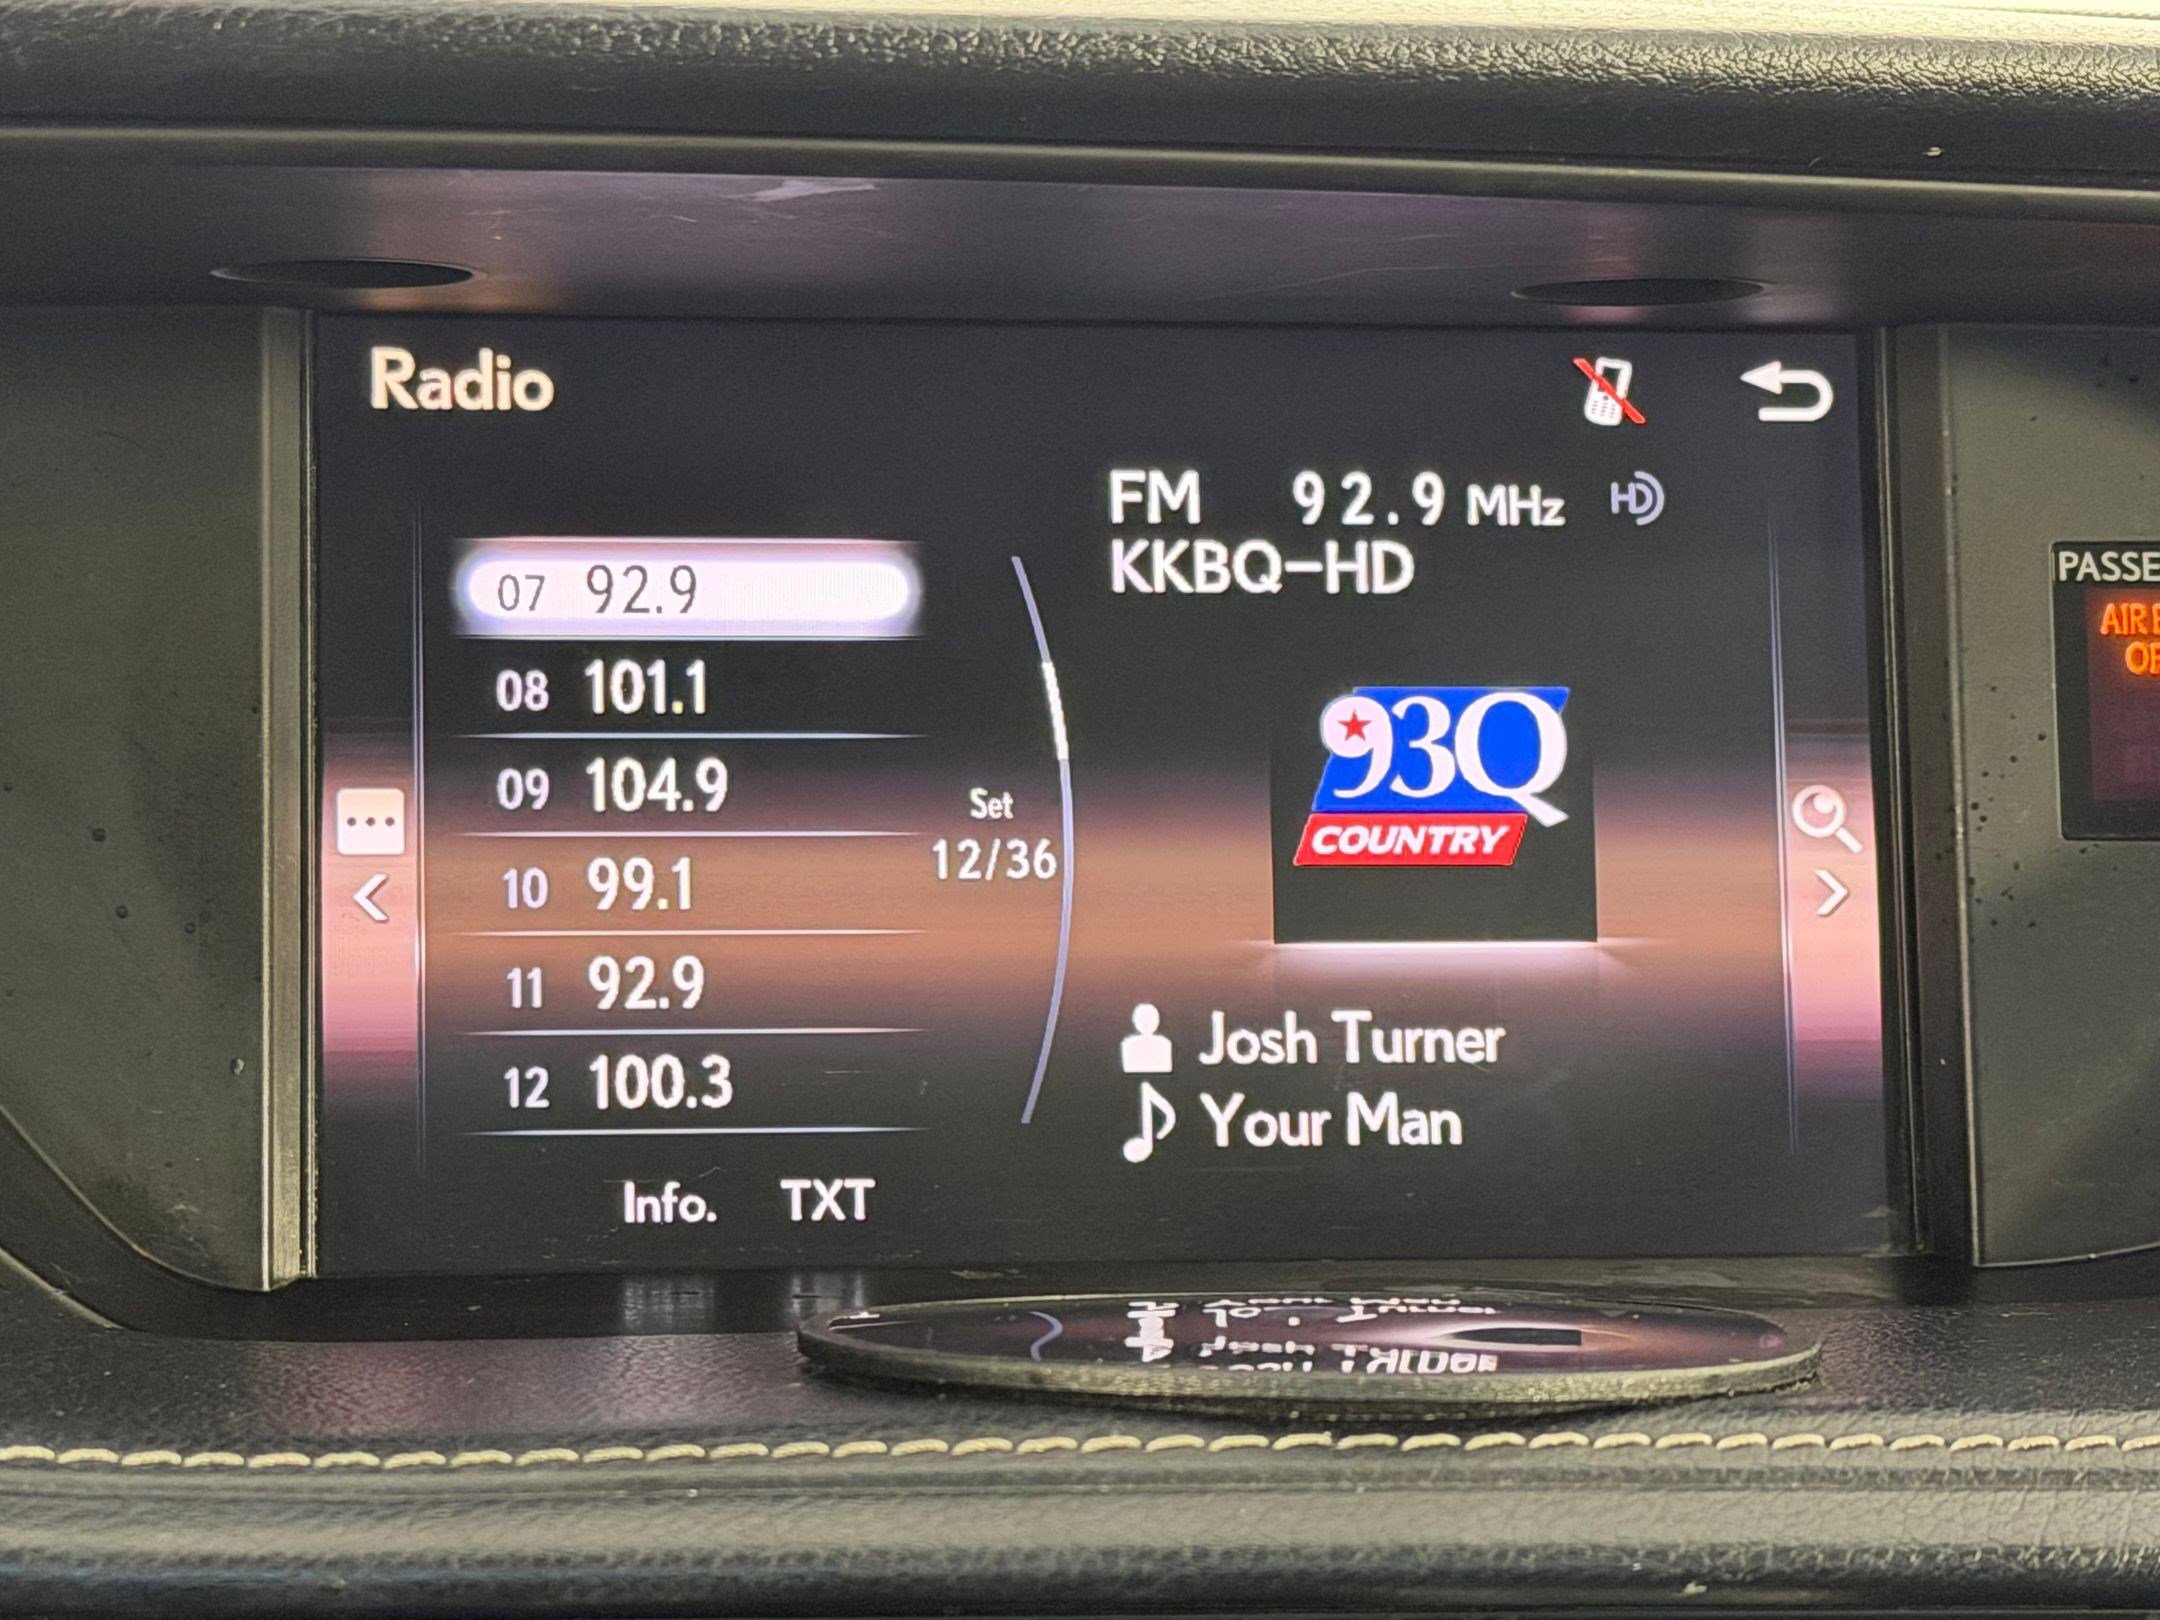 Radio
FM 92.9 MHz HD
KKBQ-HD
07 92.9
08 101.1
09 104.9
10 99.1
11 92.9
12 100.3
Set
12/36
93Q
COUNTRY
Josh Turner
Your Man
Info. TXT
PASSE
AIR